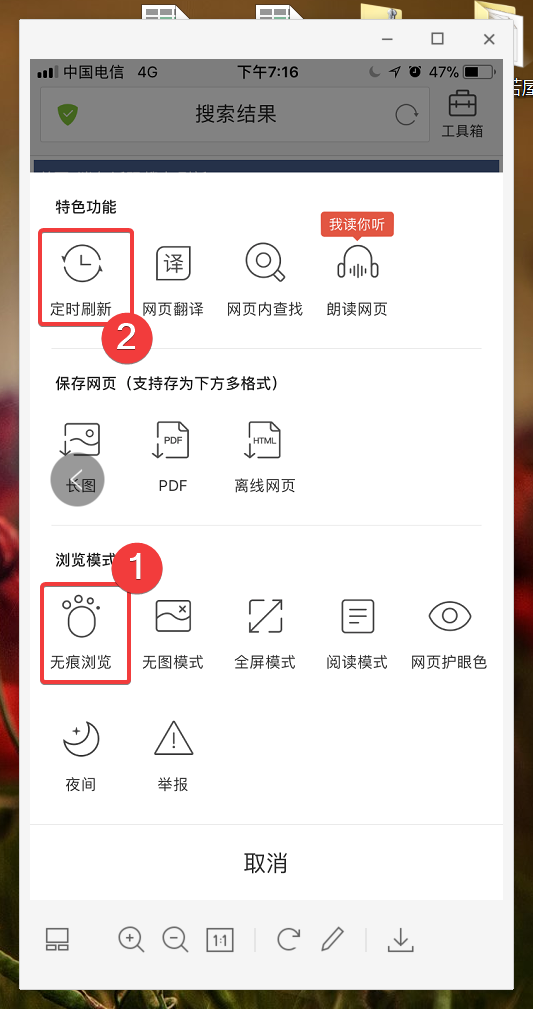 中国电信 4G 下午7:16 47%
搜索结果
工具箱
特色功能
我读你听
译
定时刷新 网页翻译 网页内查找 朗读网页
2
保存网页（支持存为下方多格式）
PDF HTML
长图 PDF 离线网页
浏览模式
1
无痕浏览 无图模式 全屏模式 阅读模式 网页护眼色
夜间 举报
取消
1:1